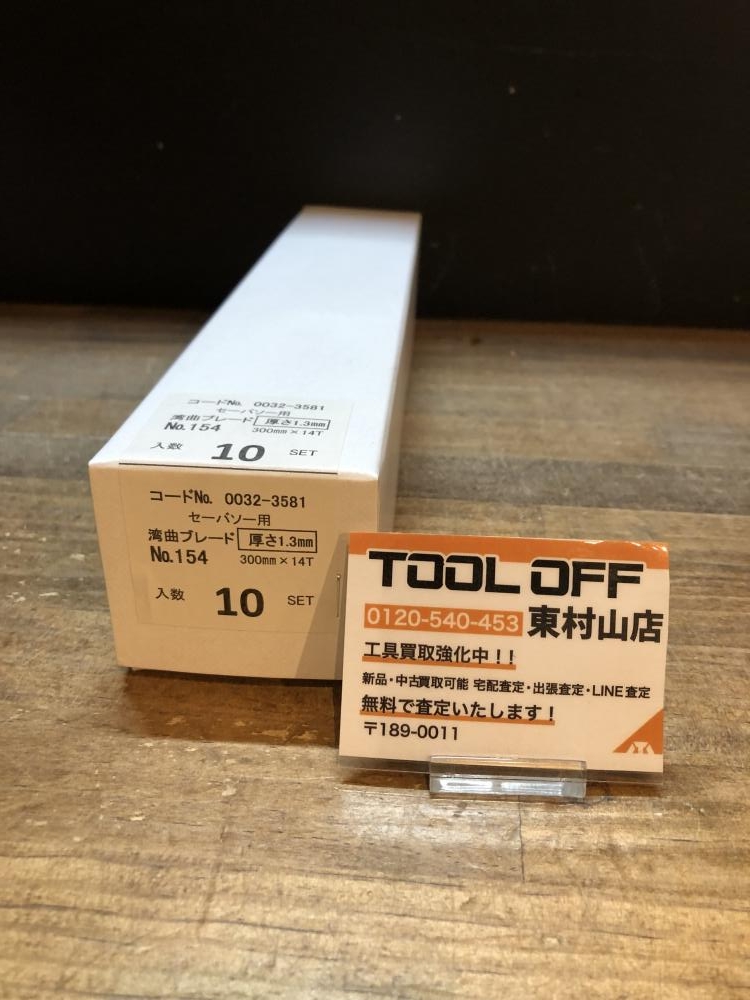 コードNo. 0032-3581
セーバソー用
湾曲ブレード 厚さ1.3mm
No.154 300mm×14T
入数 10 SET
コードNo. 0032-3581
セーバソー用
湾曲ブレード 厚さ1.3mm
No.154 300mm×14T
入数 10 SET
TOOL OFF
0120-540-453 東村山店
工具買取強化中!!
新品・中古買取可能 宅配査定・出張査定・LINE査定
無料で査定いたします!
〒189-0011